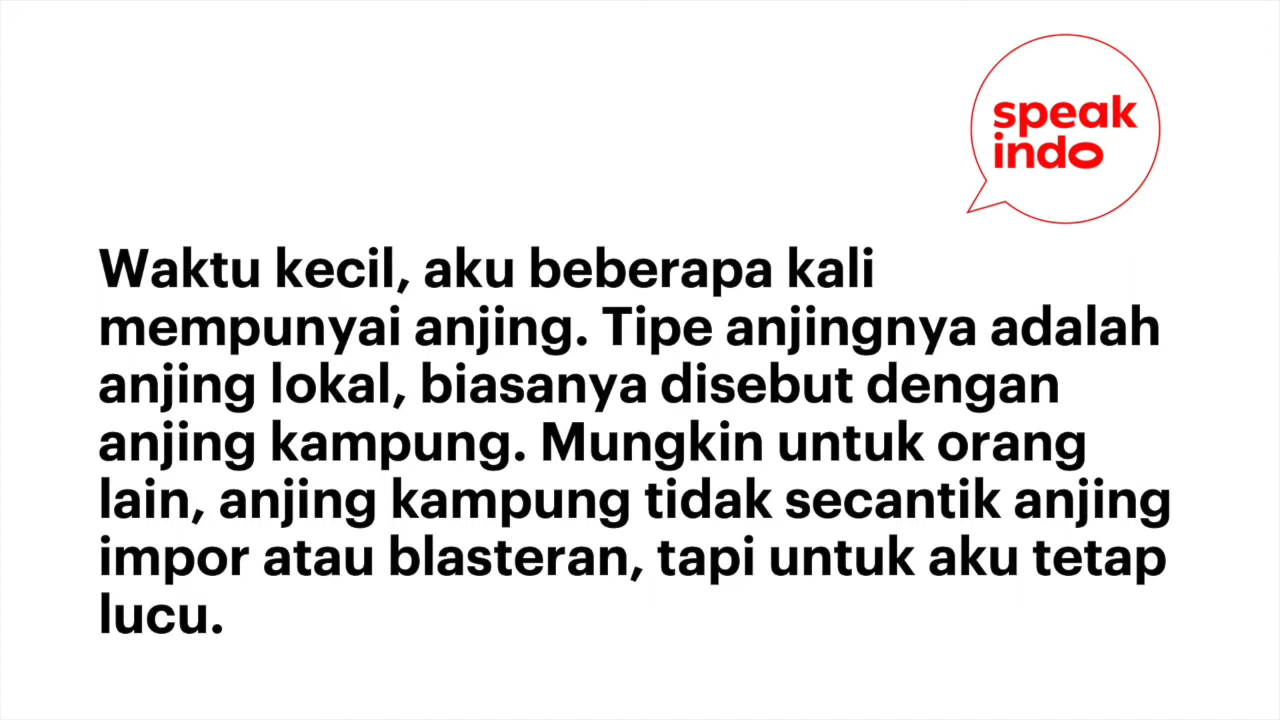 speak
indo
Waktu kecil, aku beberapa kali
mempunyai anjing. Tipe anjingnya adalah
anjing lokal, biasanya disebut dengan
anjing kampung. Mungkin untuk orang
lain, anjing kampung tidak secantik anjing
impor atau blasteran, tapi untuk aku tetap
lucu.